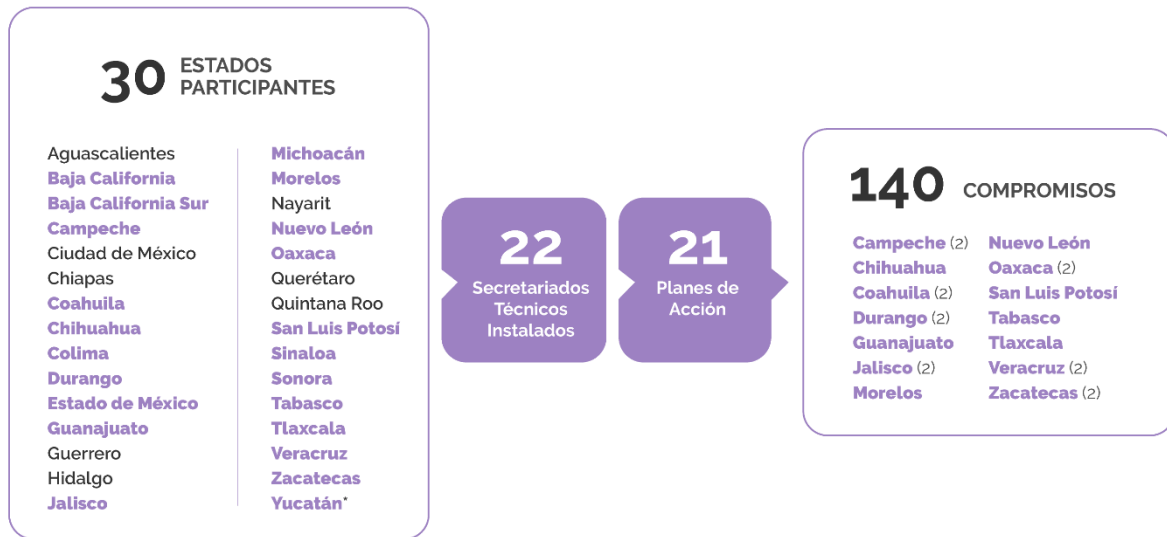 30 ESTADOS
PARTICIPANTES
Aguascalientes
Baja California
Baja California Sur
Campeche
Ciudad de México
Chiapas
Coahuila
Chihuahua
Colima
Durango
Estado de México
Guanajuato
Guerrero
Hidalgo
Jalisco
Michoacán
Morelos
Nayarit
Nuevo León
Oaxaca
Querétaro
Quintana Roo
San Luis Potosí
Sinaloa
Sonora
Tabasco
Tlaxcala
Veracruz
Zacatecas
Yucatán*
22
Secretariados
Técnicos
Instalados
21
Planes de
Acción
140 COMPROMISOS
Campeche (2)
Chihuahua
Coahuila (2)
Durango (2)
Guanajuato
Jalisco (2)
Morelos
Nuevo León
Oaxaca (2)
San Luis Potosí
Tabasco
Tlaxcala
Veracruz (2)
Zacatecas (2)